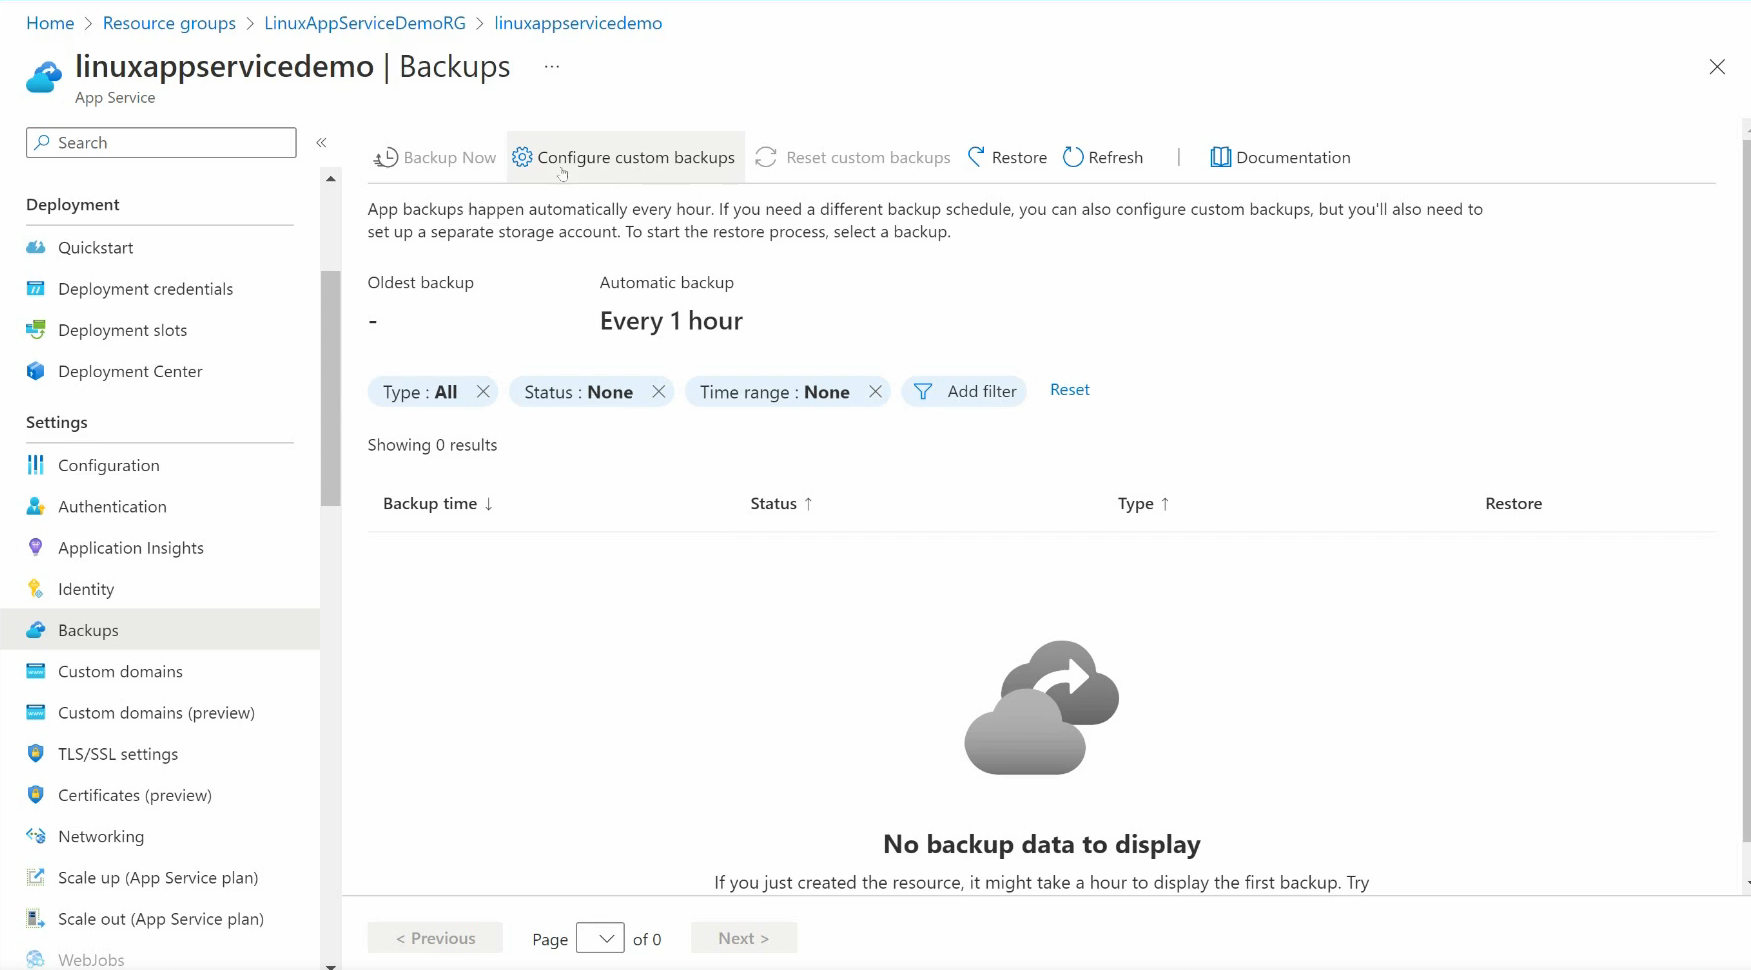 Home > Resource groups > LinuxAppServiceDemoRG > linuxappservicedemo
linuxappservicedemo | Backups ...
App Service
Search «
Deployment
Quickstart
Deployment credentials
Deployment slots
Deployment Center
Settings
Configuration
Authentication
Application Insights
Identity
Backups
Custom domains
Custom domains (preview)
TLS/SSL settings
Certificates (preview)
Networking
Scale up (App Service plan)
Scale out (App Service plan)
WebJobs
Backup Now Configure custom backups Reset custom backups Restore Refresh | Documentation
App backups happen automatically every hour. If you need a different backup schedule, you can also configure custom backups, but you'll also need to
set up a separate storage account. To start the restore process, select a backup.
Oldest backup Automatic backup
- Every 1 hour
Type : All Status : None Time range : None Add filter Reset
Showing 0 results
Backup time ↓ Status ↑ Type ↑ Restore
No backup data to display
If you just created the resource, it might take a hour to display the first backup. Try
< Previous Page of 0 Next >